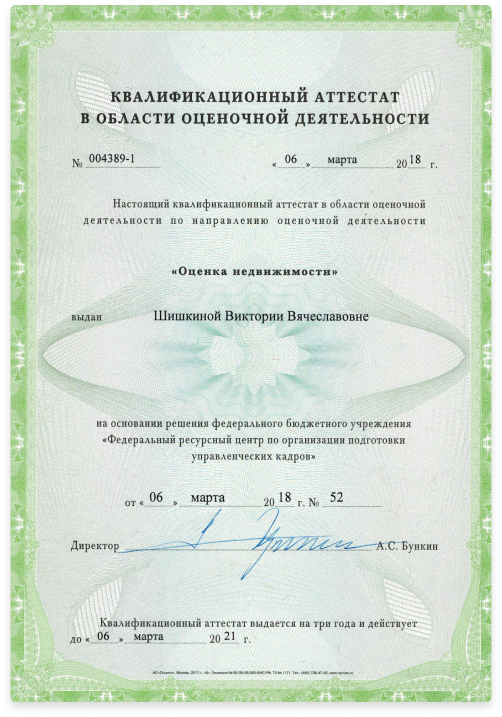 КВАЛИФИКАЦИОННЫЙ АТТЕСТАТ
В ОБЛАСТИ ОЦЕНОЧНОЙ ДЕЯТЕЛЬНОСТИ
№ 004389-1 « 06 » марта 2018 г.
Настоящий квалификационный аттестат в области оценочной
деятельности по направлению оценочной деятельности
«Оценка недвижимости»
выдан Шишкиной Виктории Вячеславовне
на основании решения федерального бюджетного учреждения
«Федеральный ресурсный центр по организации подготовки
управленческих кадров»
от « 06 » марта 2018 г. № 52
Директор А.С. Бункин
Квалификационный аттестат выдается на три года и действует
до « 06 » марта 2021 г.